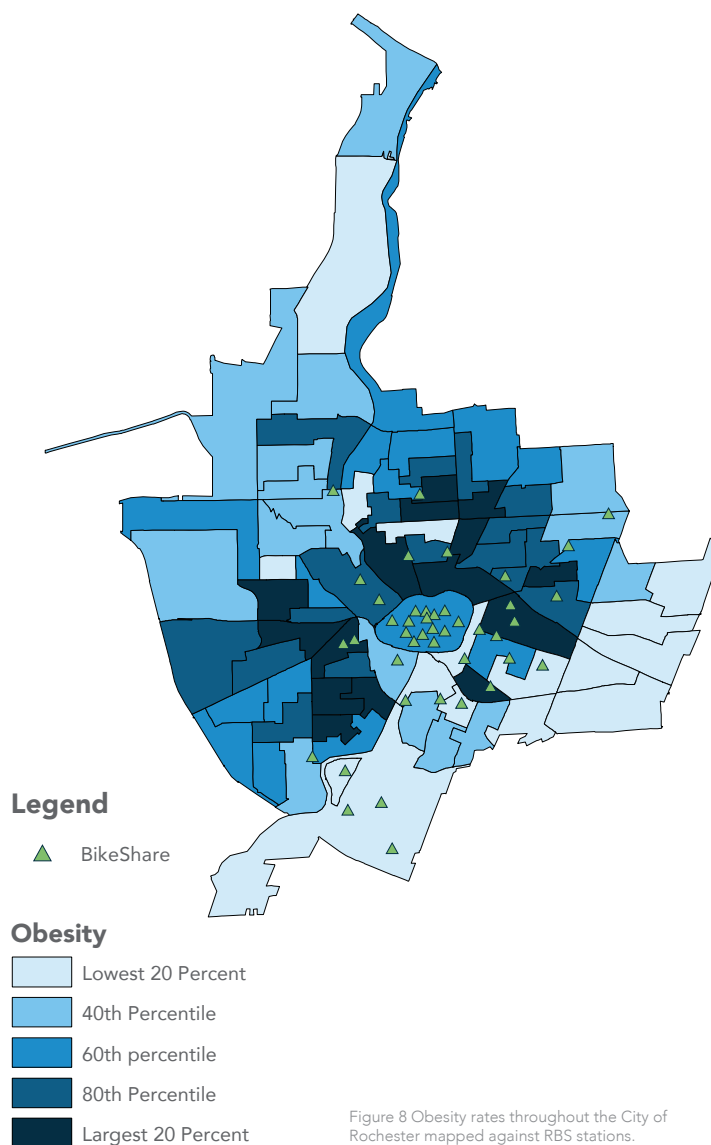 Legend
BikeShare
Obesity
Lowest 20 Percent
40th Percentile
60th percentile
80th Percentile
Largest 20 Percent
Figure 8 Obesity rates throughout the City of
Rochester mapped against RBS stations.